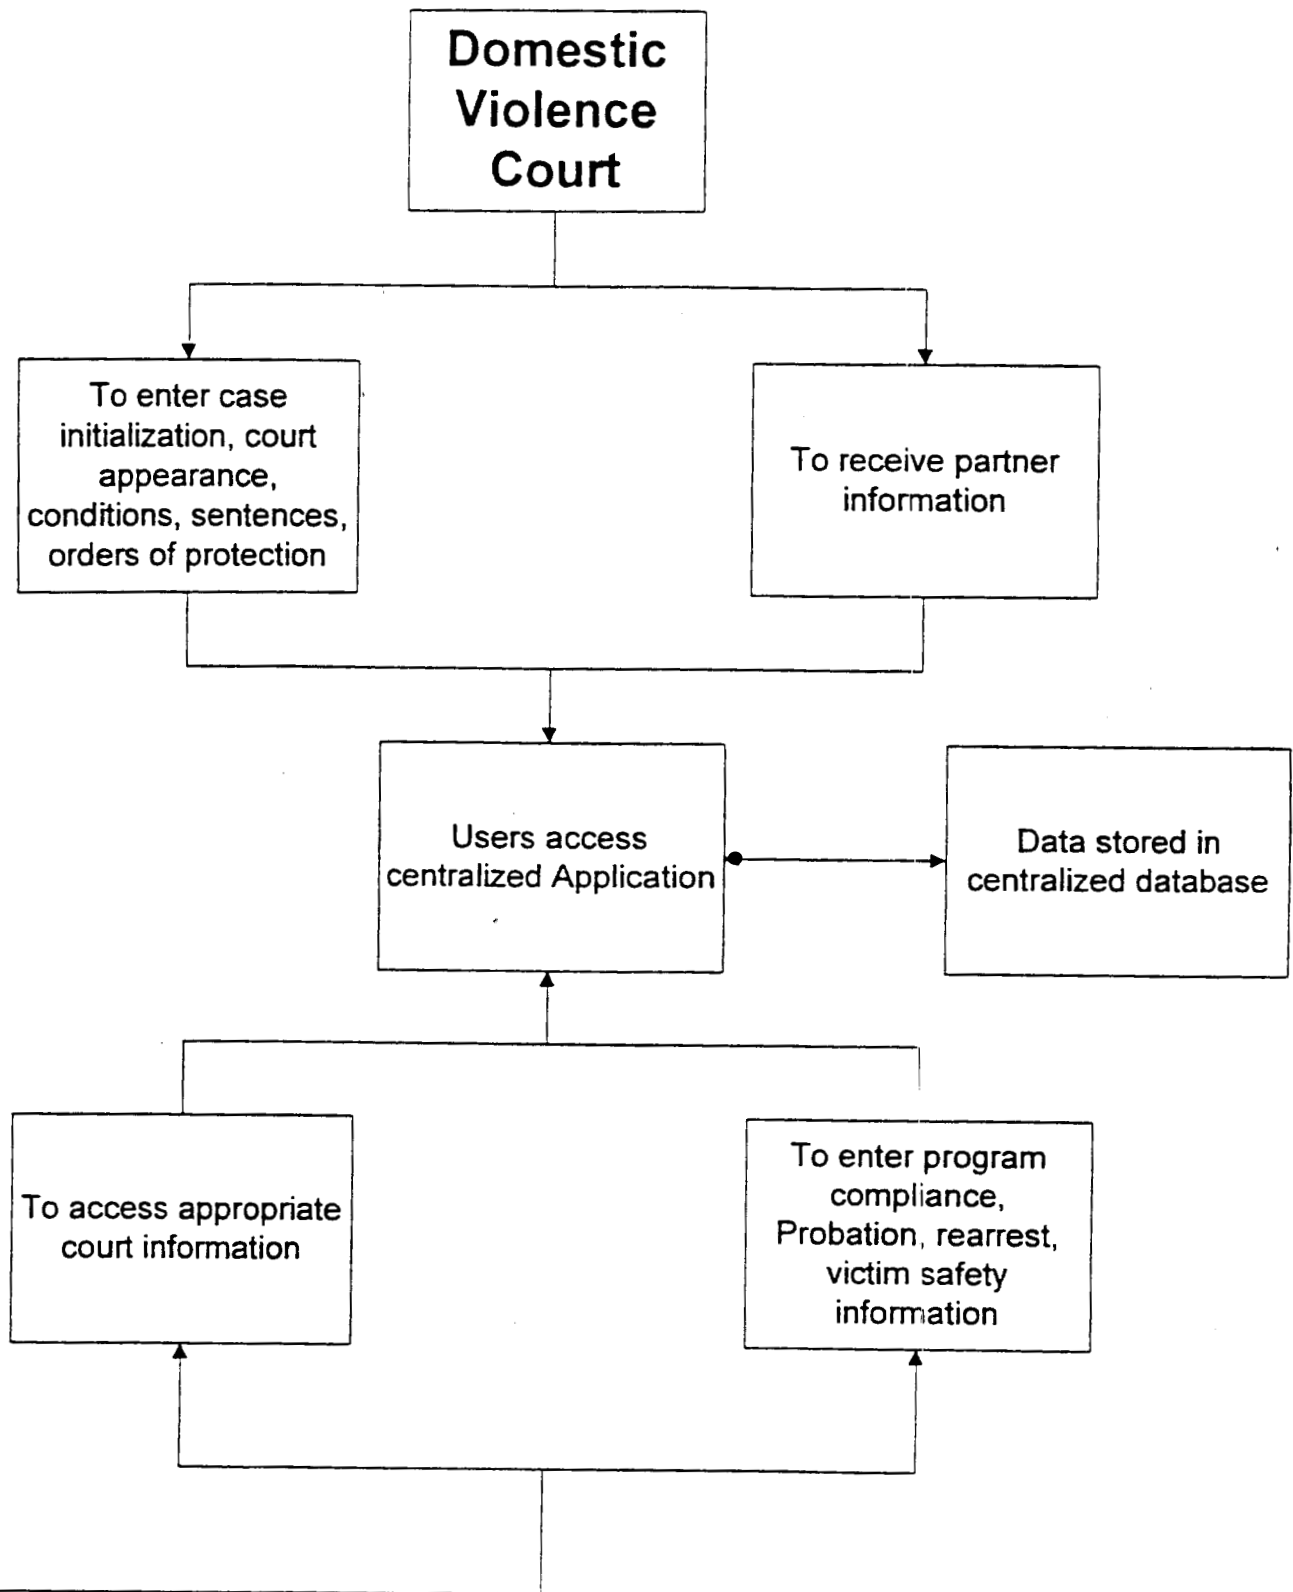 Domestic
Violence
Court
To enter case
initialization, court
appearance,
conditions, sentences,
orders of protection
To receive partner
information
Users access
centralized Application
Data stored in
centralized database
To access appropriate
court information
To enter program
compliance,
Probation, rearrest,
victim safety
information